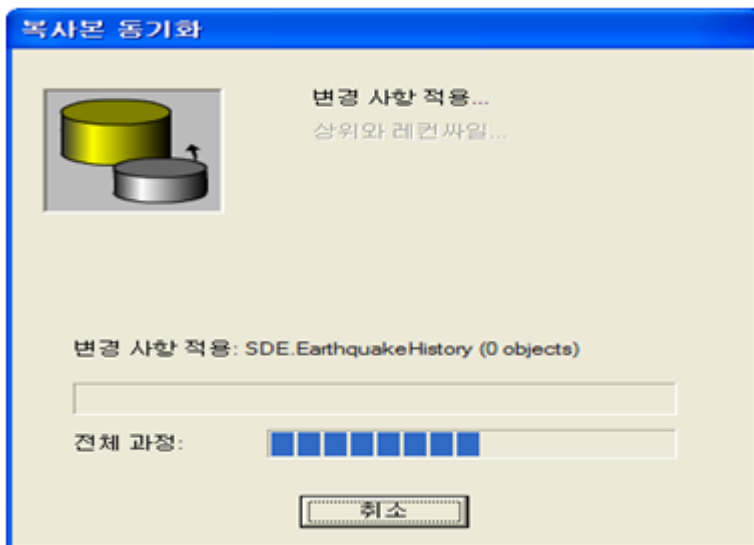 복사본 동기화
변경 사항 적용...
상위와 레컨싸일...
변경 사항 적용: SDE.EarthquakeHistory (0 objects)
전체 과정:
취소